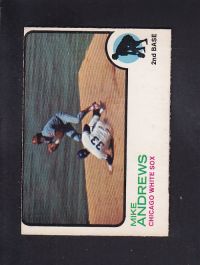 2nd BASE
MIKE
ANDREWS
CHICAGO WHITE SOX